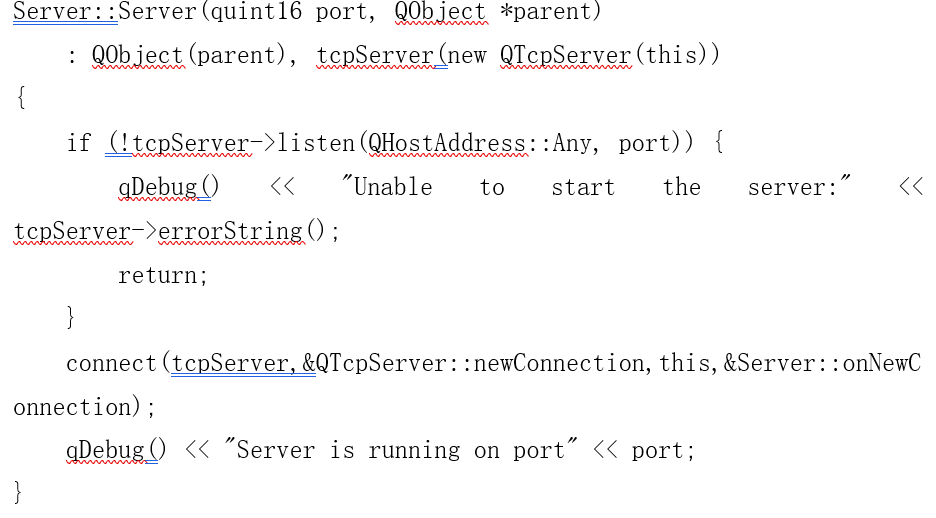 Server::Server(quint16 port, QObject *parent)
    : QObject(parent), tcpServer(new QTcpServer(this))
{
    if (!tcpServer->listen(QHostAddress::Any, port)) {
        qDebug() << "Unable to start the server:" <<
tcpServer->errorString();
        return;
    }
    connect(tcpServer,&QTcpServer::newConnection,this,&Server::onNewC
onnection);
    qDebug() << "Server is running on port" << port;
}